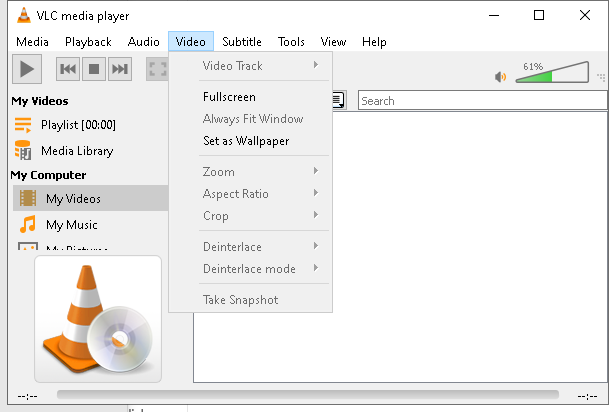 VLC media player
Media Playback Audio Video Subtitle Tools View Help
61%
Video Track
Fullscreen
Always Fit Window
Set as Wallpaper
Zoom
Aspect Ratio
Crop
Deinterlace
Deinterlace mode
Take Snapshot
Search
My Videos
Playlist [00:00]
Media Library
My Computer
My Videos
My Music
My Pictures
--:-- --:--